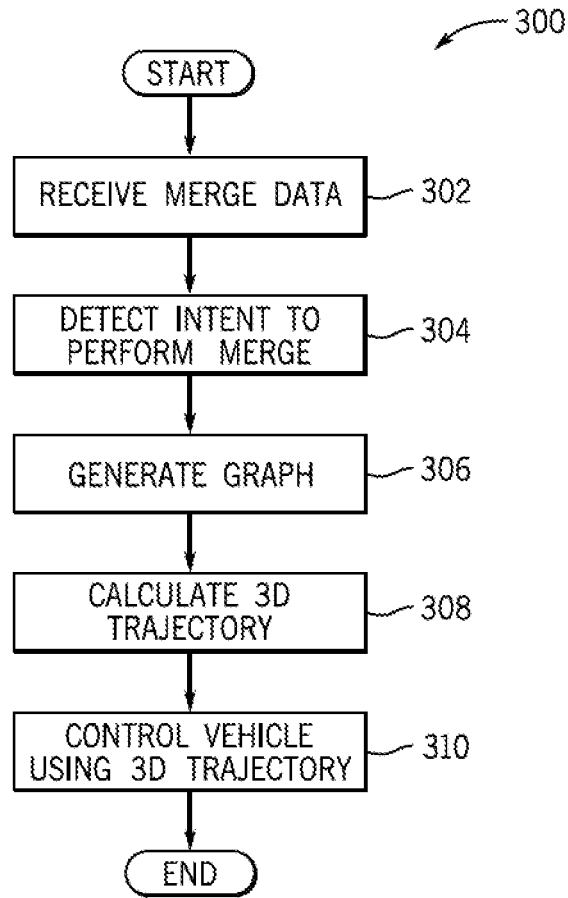 300
START
RECEIVE MERGE DATA
302
DETECT INTENT TO
PERFORM MERGE
304
GENERATE GRAPH
306
CALCULATE 3D
TRAJECTORY
308
CONTROL VEHICLE
USING 3D TRAJECTORY
310
END